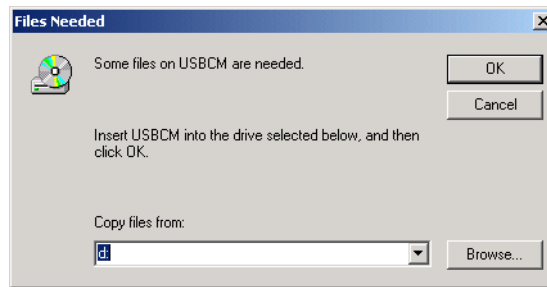 Files Needed
Some files on USBCM are needed.
OK
Cancel
Insert USBCM into the drive selected below, and then
click OK.
Copy files from:
d:
Browse...